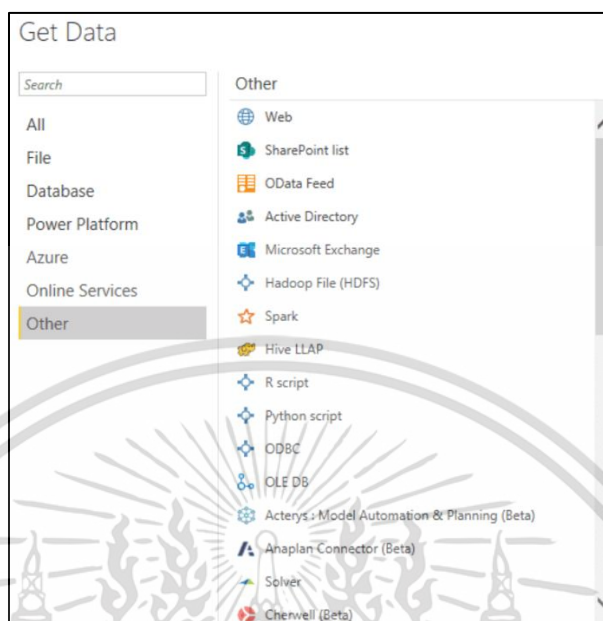 Get Data
Search
All
File
Database
Power Platform
Azure
Online Services
Other
Other
Web
SharePoint list
OData Feed
Active Directory
Microsoft Exchange
Hadoop File (HDFS)
Spark
Hive LLAP
R script
Python script
ODBC
OLE DB
Acterys : Model Automation & Planning (Beta)
Anaplan Connector (Beta)
Solver
Cherwell (Beta)